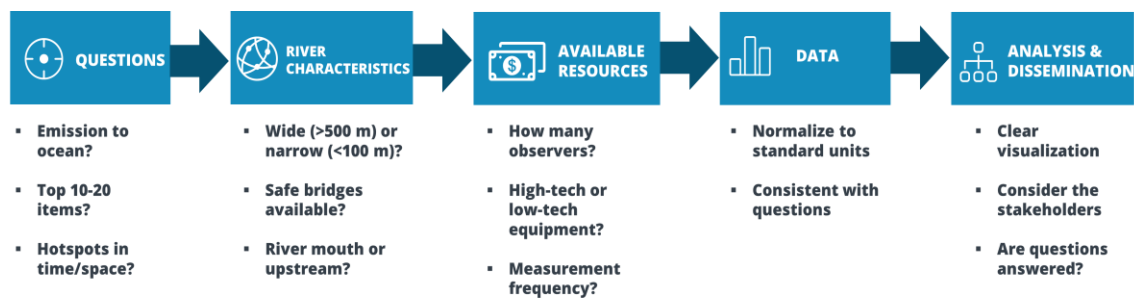 QUESTIONS
RIVER
CHARACTERISTICS
AVAILABLE
RESOURCES
$
DATA
ANALYSIS &
DISSEMINATION
▪ Emission to
ocean?
▪ Top 10-20
items?
▪ Hotspots in
time/space?
▪ Wide (>500 m) or
narrow (<100 m)?
▪ Safe bridges
available?
▪ River mouth or
upstream?
▪ How many
observers?
▪ High-tech or
low-tech
equipment?
▪ Measurement
frequency?
▪ Normalize to
standard units
▪ Consistent with
questions
▪ Clear
visualization
▪ Consider the
stakeholders
▪ Are questions
answered?